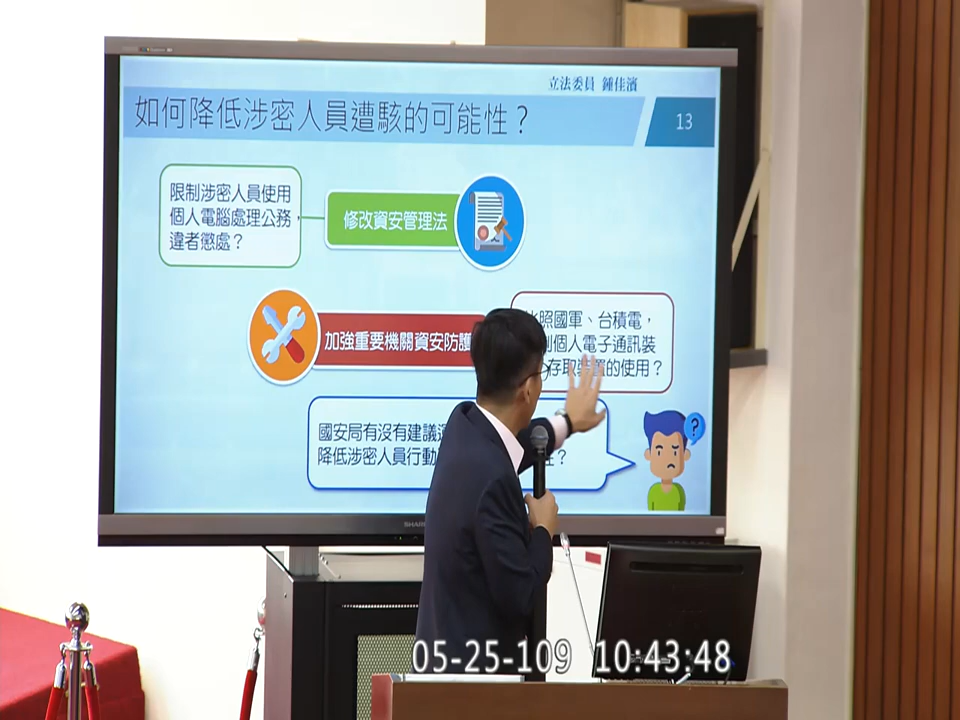 立法委員 鍾佳濱
如何降低涉密人員遭駭的可能性？
13
限制涉密人員使用
個人電腦處理公務，
違者懲處？
修改資安管理法
加強重要機關資安防護
照國軍、台積電，
個人電子通訊裝
存取裝置的使用？
國安局有沒有建議
降低涉密人員行動
？
?
SHARP
05-25-109 10:43:48